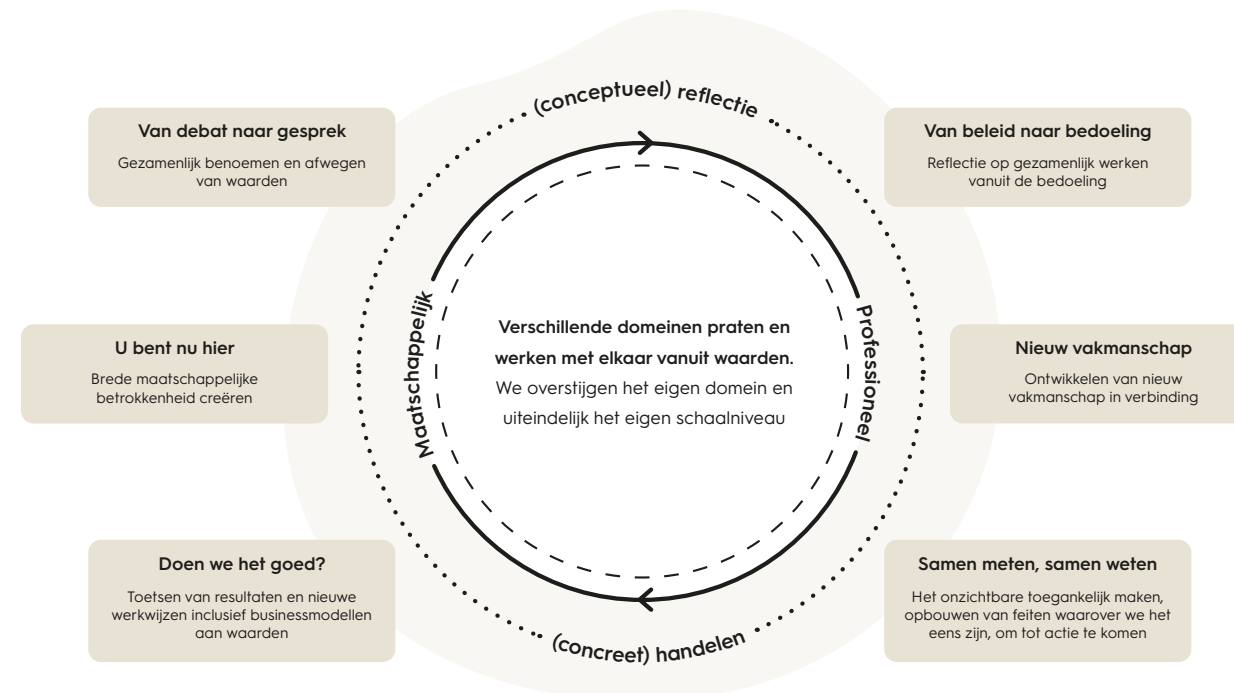 (conceptueel) reflectie
Van debat naar gesprek
Gezamenlijk benoemen en afwegen
van waarden
Van beleid naar bedoeling
Reflectie op gezamenlijk werken
vanuit de bedoeling
U bent nu hier
Brede maatschappelijke
betrokkenheid creëren
Maatschappelijk
Verschillende domeinen praten en
werken met elkaar vanuit waarden.
We overstijgen het eigen domein en
uiteindelijk het eigen schaalniveau
Professioneel
Nieuw vakmanschap
Ontwikkelen van nieuw
vakmanschap in verbinding
Doen we het goed?
Toetsen van resultaten en nieuwe
werkwijzen inclusief businessmodellen
aan waarden
Samen meten, samen weten
Het onzichtbare toegankelijk maken,
opbouwen van feiten waarover we het
eens zijn, om tot actie te komen
(concreet) handelen